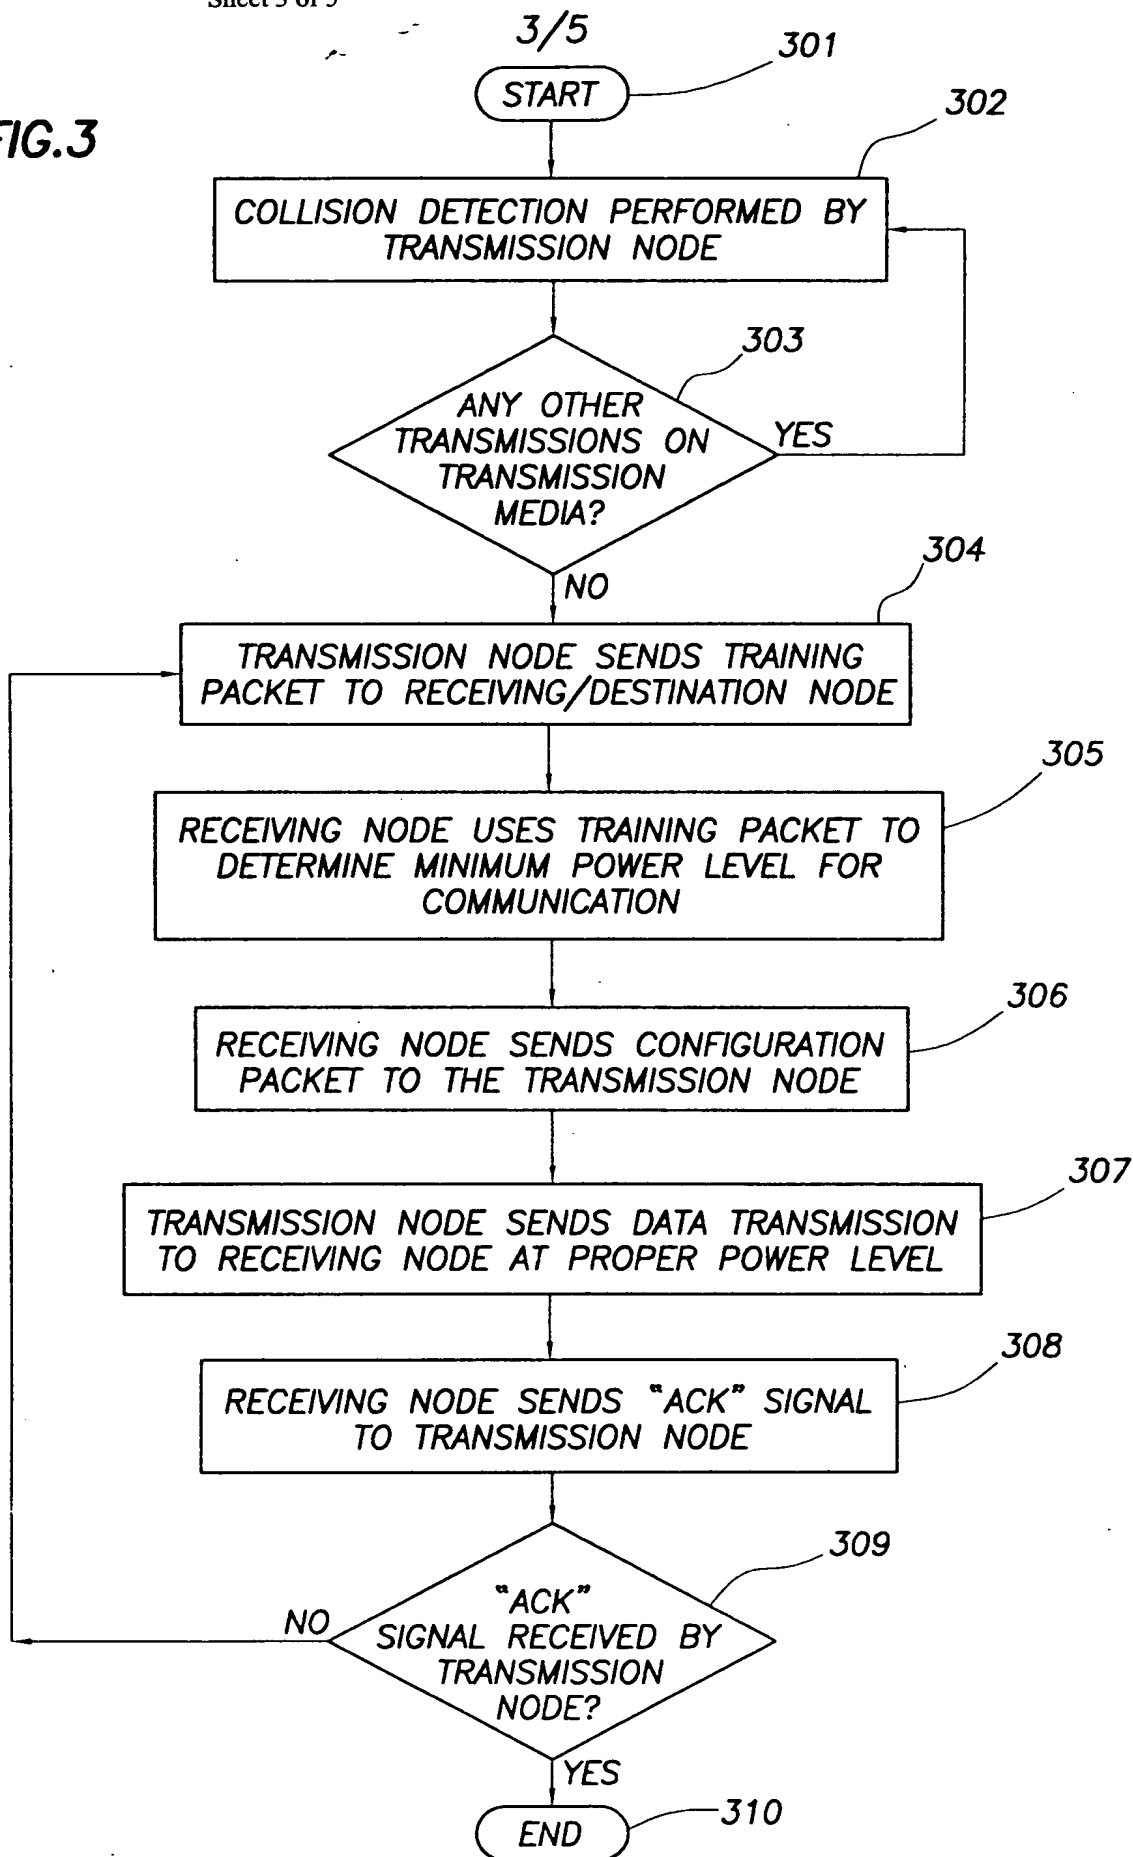 3/5
START
301
FIG.3
302
COLLISION DETECTION PERFORMED BY
TRANSMISSION NODE
303
ANY OTHER
TRANSMISSIONS ON
TRANSMISSION
MEDIA?
YES
NO
304
TRANSMISSION NODE SENDS TRAINING
PACKET TO RECEIVING/DESTINATION NODE
305
RECEIVING NODE USES TRAINING PACKET TO
DETERMINE MINIMUM POWER LEVEL FOR
COMMUNICATION
306
RECEIVING NODE SENDS CONFIGURATION
PACKET TO THE TRANSMISSION NODE
307
TRANSMISSION NODE SENDS DATA TRANSMISSION
TO RECEIVING NODE AT PROPER POWER LEVEL
308
RECEIVING NODE SENDS "ACK" SIGNAL
TO TRANSMISSION NODE
309
"ACK"
SIGNAL RECEIVED BY
TRANSMISSION
NODE?
NO
YES
END
310